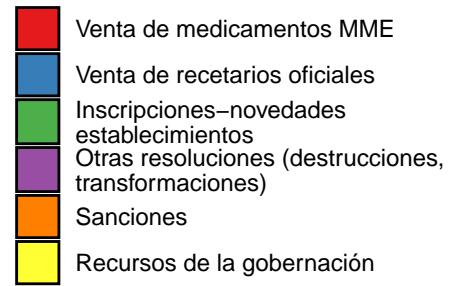 Venta de medicamentos MME
Venta de recetarios oficiales
Inscripciones−novedades
establecimientos
Otras resoluciones (destrucciones,
transformaciones)
Sanciones
Recursos de la gobernación